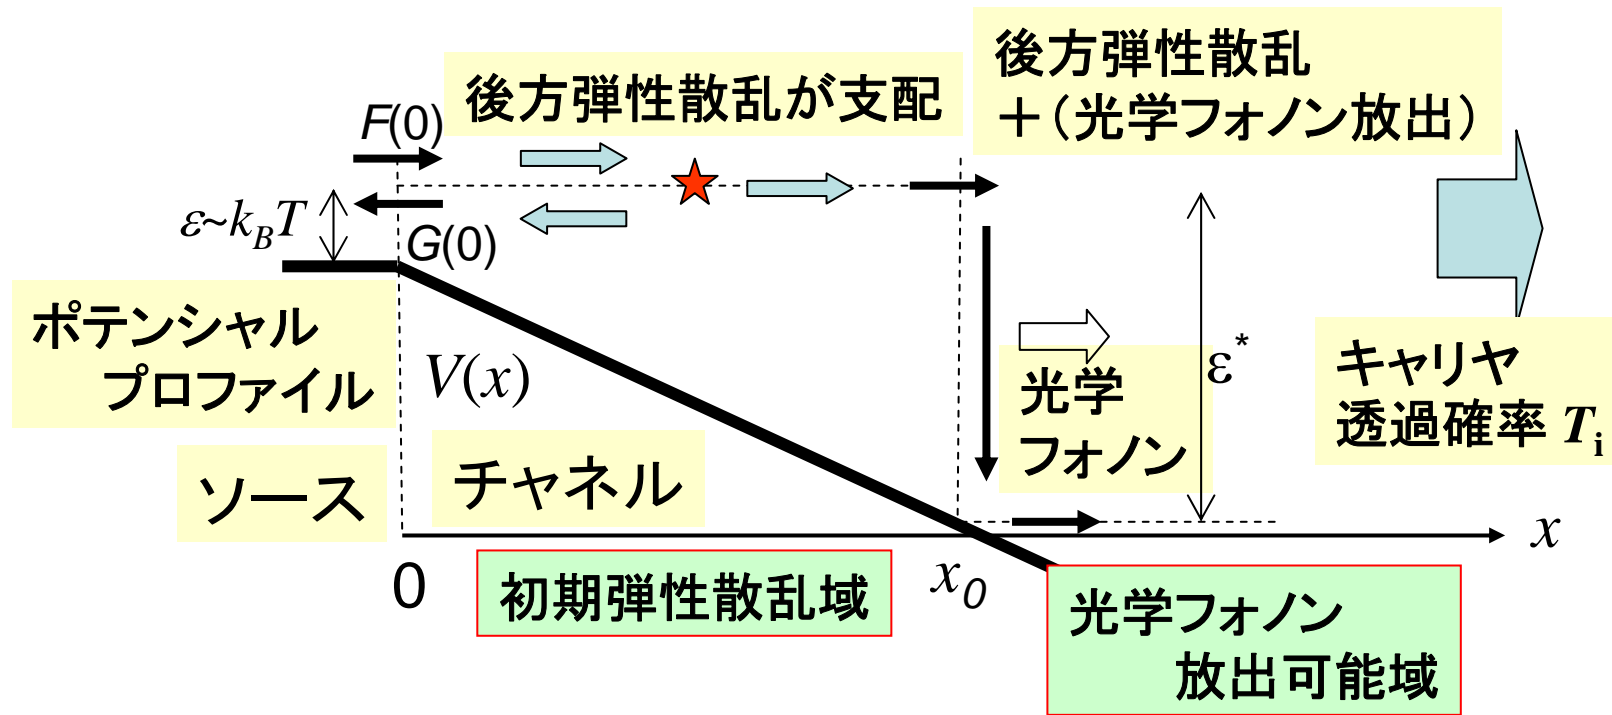 後方弾性散乱が支配
後方弾性散乱
＋（光学フォノン放出）
F(0)
ε~k_BT
G(0)
ポテンシャル
プロファイル
V(x)
光学
フォノン
ε*
キャリヤ
透過確率 T_i
ソース
チャネル
x
0
初期弾性散乱域
x_0
光学フォノン
放出可能域